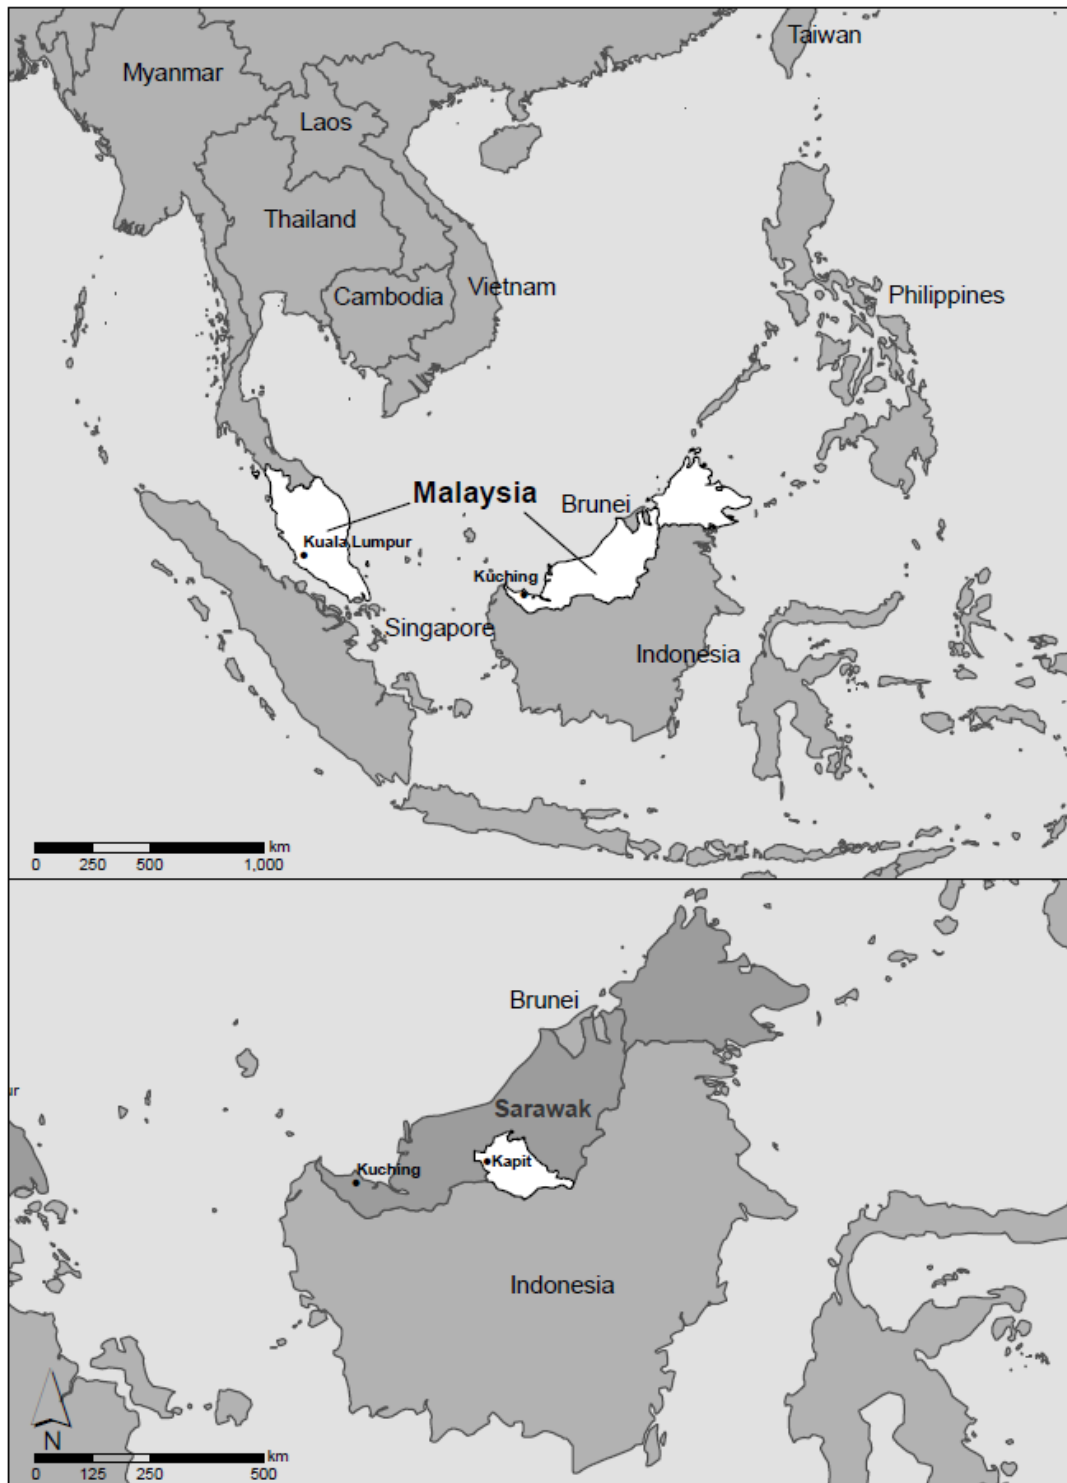 Taiwan
Myanmar
Laos
Thailand
Cambodia
Vietnam
Philippines
Malaysia
Brunei
Kuala Lumpur
Kuching
Singapore
Indonesia
km
0 250 500 1,000
Brunei
ur
Sarawak
Kapit
Kuching
Indonesia
N
km
0 125 250 500